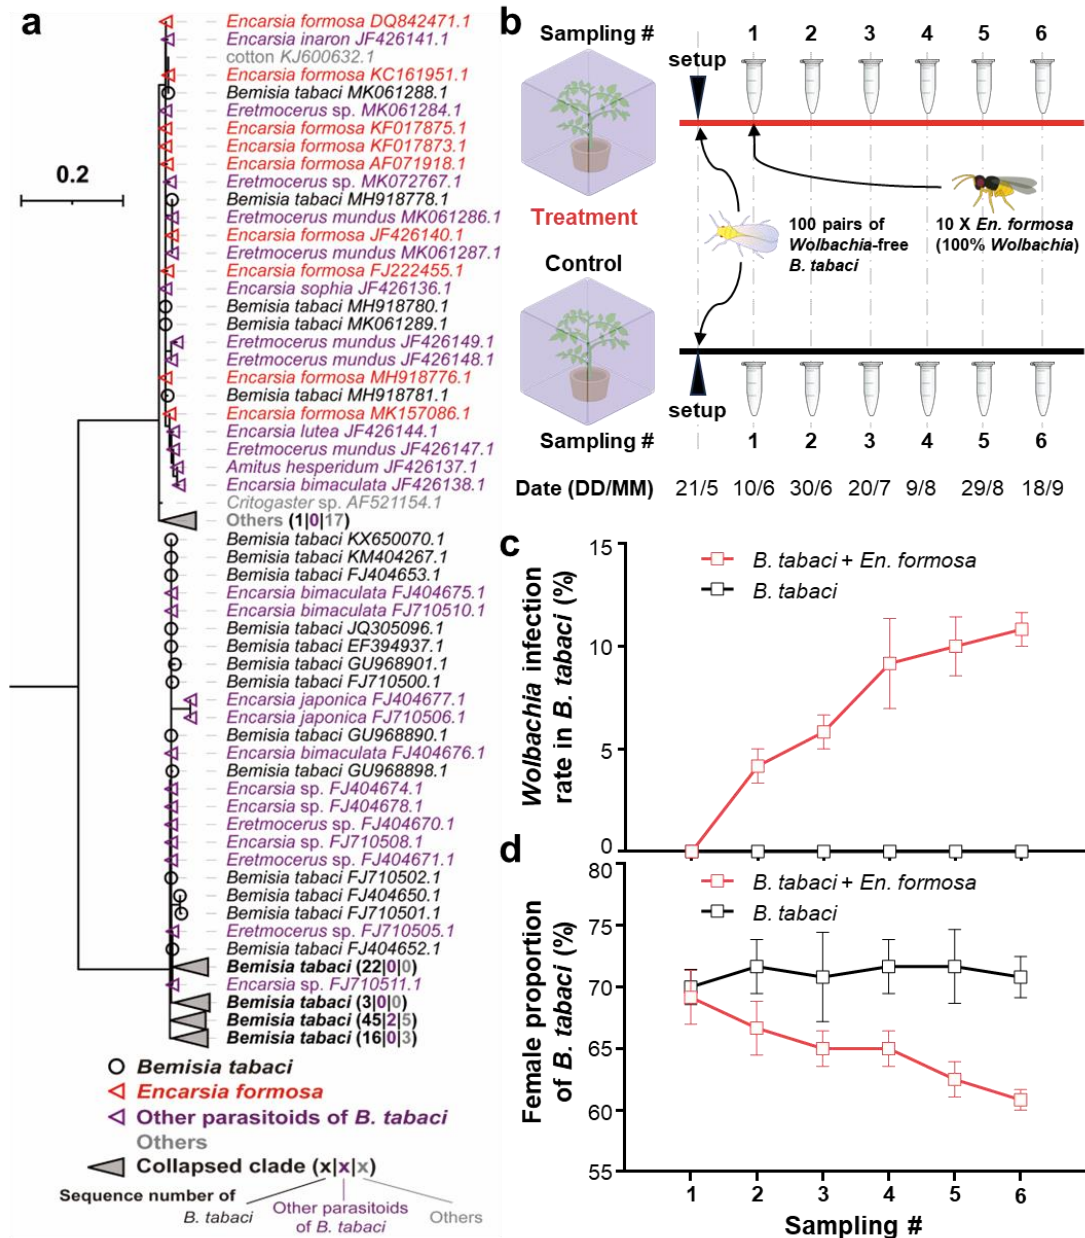 a
Encarsia formosa DQ842471.1
Encarsia inaron JF426141.1
cotton KJ600632.1
Encarsia formosa KC161951.1
Bemisia tabaci MK061288.1
Eretmocerus sp. MK061284.1
Encarsia formosa KF017875.1
Encarsia formosa KF017873.1
Encarsia formosa AF071918.1
Eretmocerus sp. MK072767.1
Bemisia tabaci MH918778.1
Eretmocerus mundus MK061286.1
Encarsia formosa JF426140.1
Eretmocerus mundus MK061287.1
Encarsia formosa FJ222455.1
Encarsia sophia JF426136.1
Bemisia tabaci MH918780.1
Bemisia tabaci MK061289.1
Eretmocerus mundus JF426149.1
Eretmocerus mundus JF426148.1
Encarsia formosa MH918776.1
Bemisia tabaci MH918781.1
Encarsia formosa MK157086.1
Encarsia lutea JF426144.1
Eretmocerus mundus JF426147.1
Amitus hesperidum JF426137.1
Encarsia bimaculata JF426138.1
Critogaster sp. AF521154.1
Others (1|0|17)
Bemisia tabaci KX650070.1
Bemisia tabaci KM404267.1
Bemisia tabaci FJ404653.1
Encarsia bimaculata FJ404675.1
Encarsia bimaculata FJ710510.1
Bemisia tabaci JQ305096.1
Bemisia tabaci EF394937.1
Bemisia tabaci GU968901.1
Bemisia tabaci FJ710500.1
Encarsia japonica FJ404677.1
Encarsia japonica FJ710506.1
Bemisia tabaci GU968890.1
Encarsia bimaculata FJ404676.1
Bemisia tabaci GU968898.1
Encarsia sp. FJ404674.1
Encarsia sp. FJ404678.1
Eretmocerus sp. FJ404670.1
Encarsia sp. FJ710508.1
Eretmocerus sp. FJ404671.1
Bemisia tabaci FJ710502.1
Bemisia tabaci FJ404650.1
Bemisia tabaci FJ710501.1
Eretmocerus sp. FJ710505.1
Bemisia tabaci FJ404652.1
Bemisia tabaci (22|0|0)
Encarsia sp. FJ710511.1
Bemisia tabaci (3|0|0)
Bemisia tabaci (45|2|5)
Bemisia tabaci (16|0|3)
0.2
Bemisia tabaci
Encarsia formosa
Other parasitoids of B. tabaci
Others
Collapsed clade (x|x|x)
Sequence number of
B. tabaci
Other parasitoids
of B. tabaci
Others
b
Sampling #
setup
1 2 3 4 5 6
Treatment
100 pairs of
Wolbachia-free
B. tabaci
10 X En. formosa
(100% Wolbachia)
Control
setup
Sampling #
1 2 3 4 5 6
Date (DD/MM) 21/5 10/6 30/6 20/7 9/8 29/8 18/9
c
Wolbachia infection
rate in B. tabaci (%)
15
10
5
0
B. tabaci + En. formosa
B. tabaci
d
Female proportion
of B. tabaci (%)
80
75
70
65
60
55
B. tabaci + En. formosa
B. tabaci
1 2 3 4 5 6
Sampling #